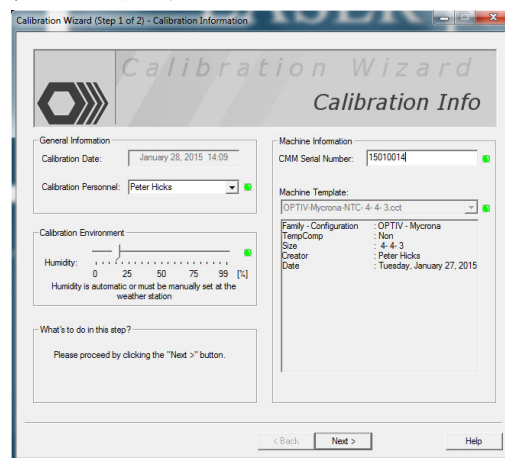 LASER
Calibration Wizard (Step 1 of 2) - Calibration Information
Calibration Wizard
Calibration Info
General Information
Calibration Date: January 28, 2015 14:09
Calibration Personnel: Peter Hicks
Calibration Environment
Humidity:
0 25 50 75 99 [%]
Humidity is automatic or must be manually set at the
weather station
What's to do in this step?
Please proceed by clicking the "Next >" button.
Machine Information
CMM Serial Number: 15010014
Machine Template:
OPTIV-Mycrona-NTC- 4- 4- 3.cct
Family - Configuration : OPTIV - Mycrona
TempComp : Non
Size : 4- 4- 3
Creator : Peter Hicks
Date : Tuesday, January 27, 2015
< Back Next > Help